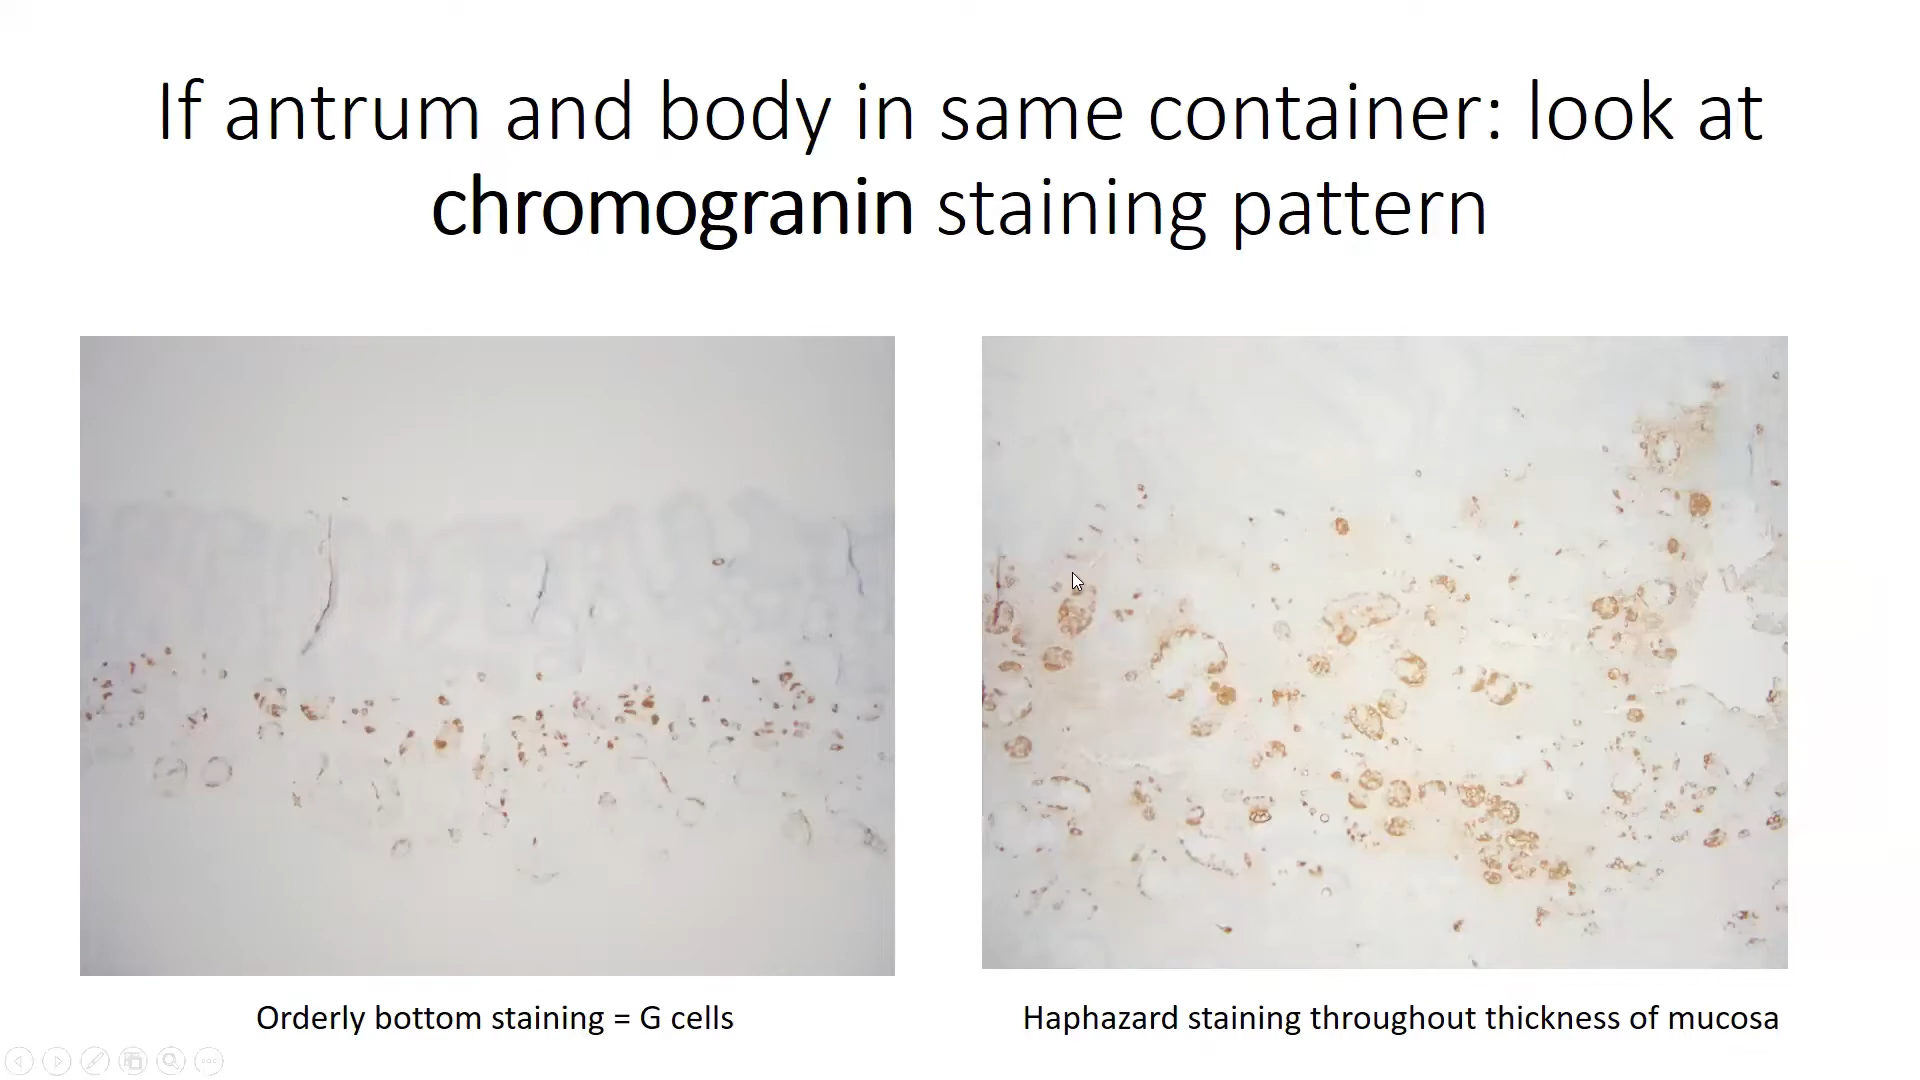 If antrum and body in same container: look at
chromogranin staining pattern
Orderly bottom staining = G cells
Haphazard staining throughout thickness of mucosa